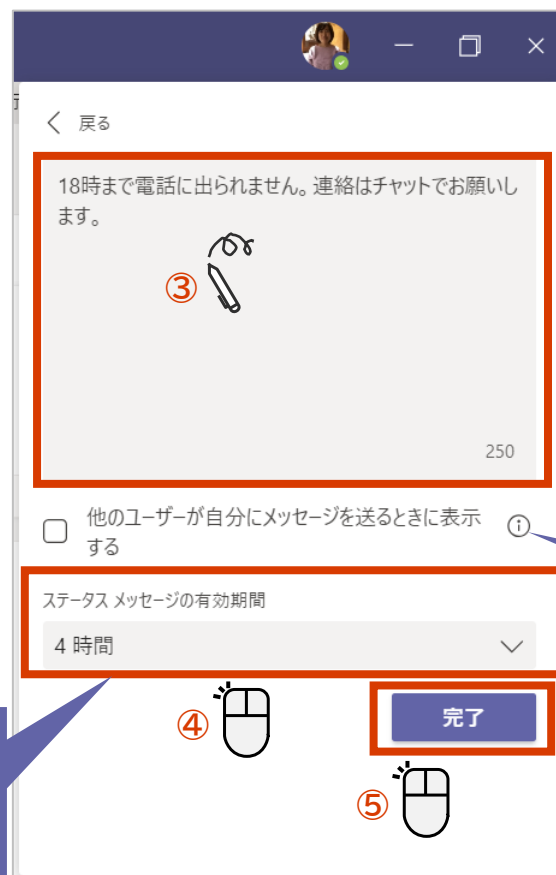 戻る
18時まで電話に出られません。連絡はチャットでお願いし
ます。
③
250
他のユーザーが自分にメッセージを送るときに表示
する
ステータス メッセージの有効期間
4 時間
④
完了
⑤